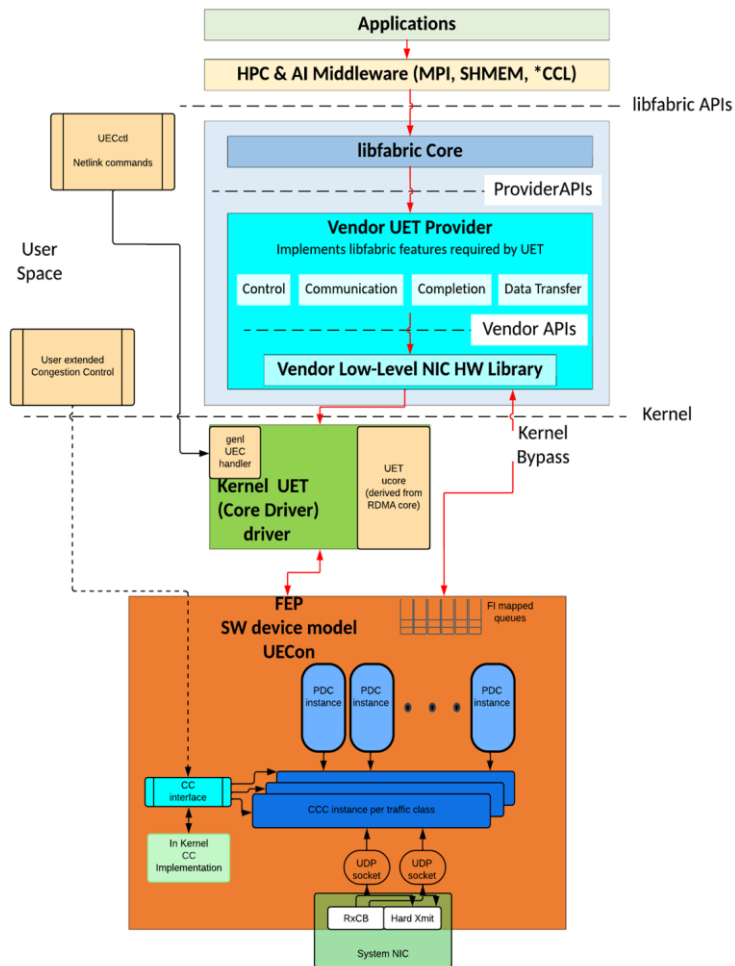 Applications
HPC & AI Middleware (MPI, SHMEM, *CCL)
libfabric APIs
UECctl
Netlink commands
libfabric Core
ProviderAPIs
Vendor UET Provider
Implements libfabric features required by UET
User
Space
Control
Communication
Completion
Data Transfer
Vendor APIs
User extended
Congestion Control
Vendor Low-Level NIC HW Library
Kernel
Kernel
Bypass
genl
UEC
handler
Kernel UET
(Core Driver)
driver
UET
ucore
(derived from
RDMA core)
FEP
SW device model
UECon
FI mapped
queues
PDC
instance
PDC
instance
PDC
instance
CC
interface
CCC instance per traffic class
In Kernel
CC
Implementation
UDP
socket
UDP
socket
RxCB
Hard Xmit
System NIC